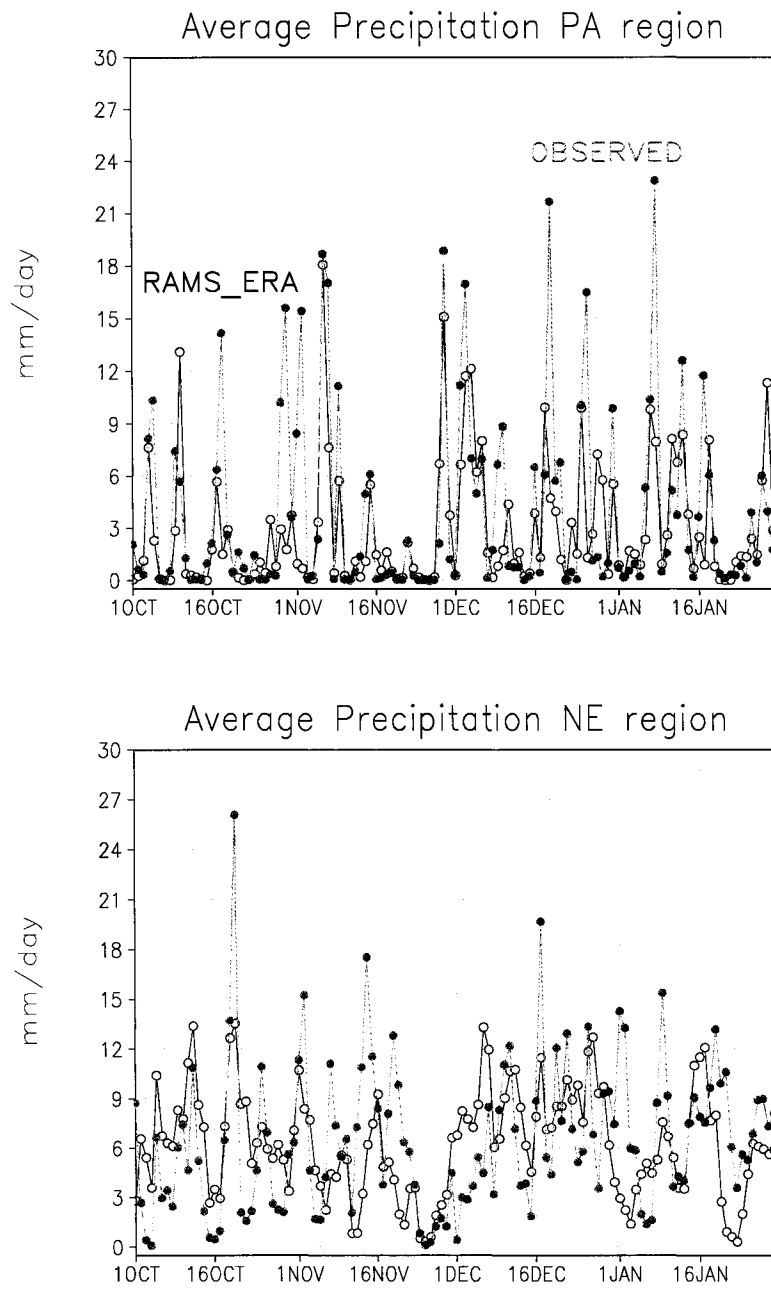 Average Precipitation PA region
30
27
24
OBSERVED
21
18
RAMS_ERA
15
mm/day
12
9
6
3
0
1OCT 16OCT 1NOV 16NOV 1DEC 16DEC 1JAN 16JAN
Average Precipitation NE region
30
27
24
21
18
15
mm/day
12
9
6
3
0
1OCT 16OCT 1NOV 16NOV 1DEC 16DEC 1JAN 16JAN